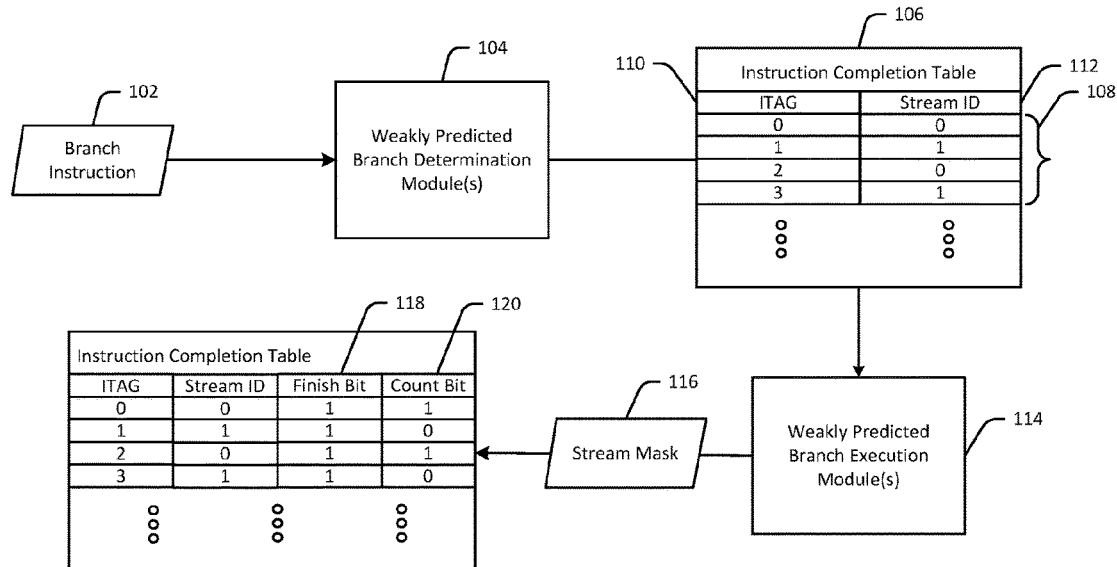 106
104
110
Instruction Completion Table
112
102
ITAG Stream ID
108
0 0
Branch
Instruction
Weakly Predicted
Branch Determination
Module(s)
1 1
2 0
3 1
118
120
Instruction Completion Table
116
ITAG Stream ID Finish Bit Count Bit
0 0 1 1
1 1 1 0
2 0 1 1
3 1 1 0
Stream Mask
Weakly Predicted
Branch Execution
Module(s)
114